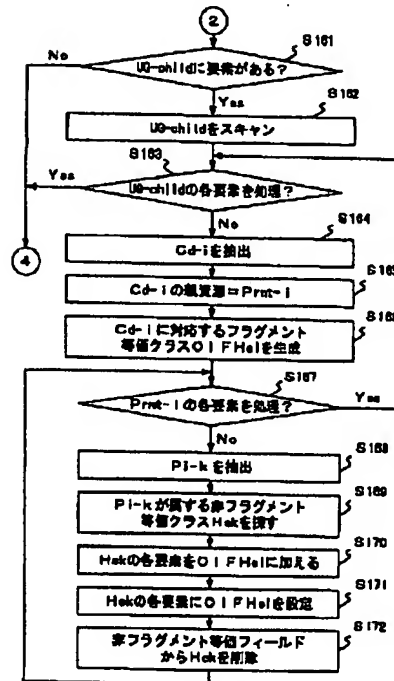 2
S161
No
UG-childに要素がある?
Yes
S162
UG-childをスキャン
S163
Yes
UG-childの各要素を処理?
No
S164
4
Cd-iを抽出
S165
Cd-iの親資源=Prnt-i
Cd-iに対応するフラグメント
等価クラスOIFHeiを生成
S167
Prnt-iの各要素を処理?
Yes
No
S168
Pi-kを抽出
S169
Pi-kが属する非フラグメント
等価クラスHekを探す
S170
Hekの各要素をOIFHeiに加える
S171
Hekの各要素にOIFHeiを設定
S172
非フラグメント等価フィールド
からHekを削除